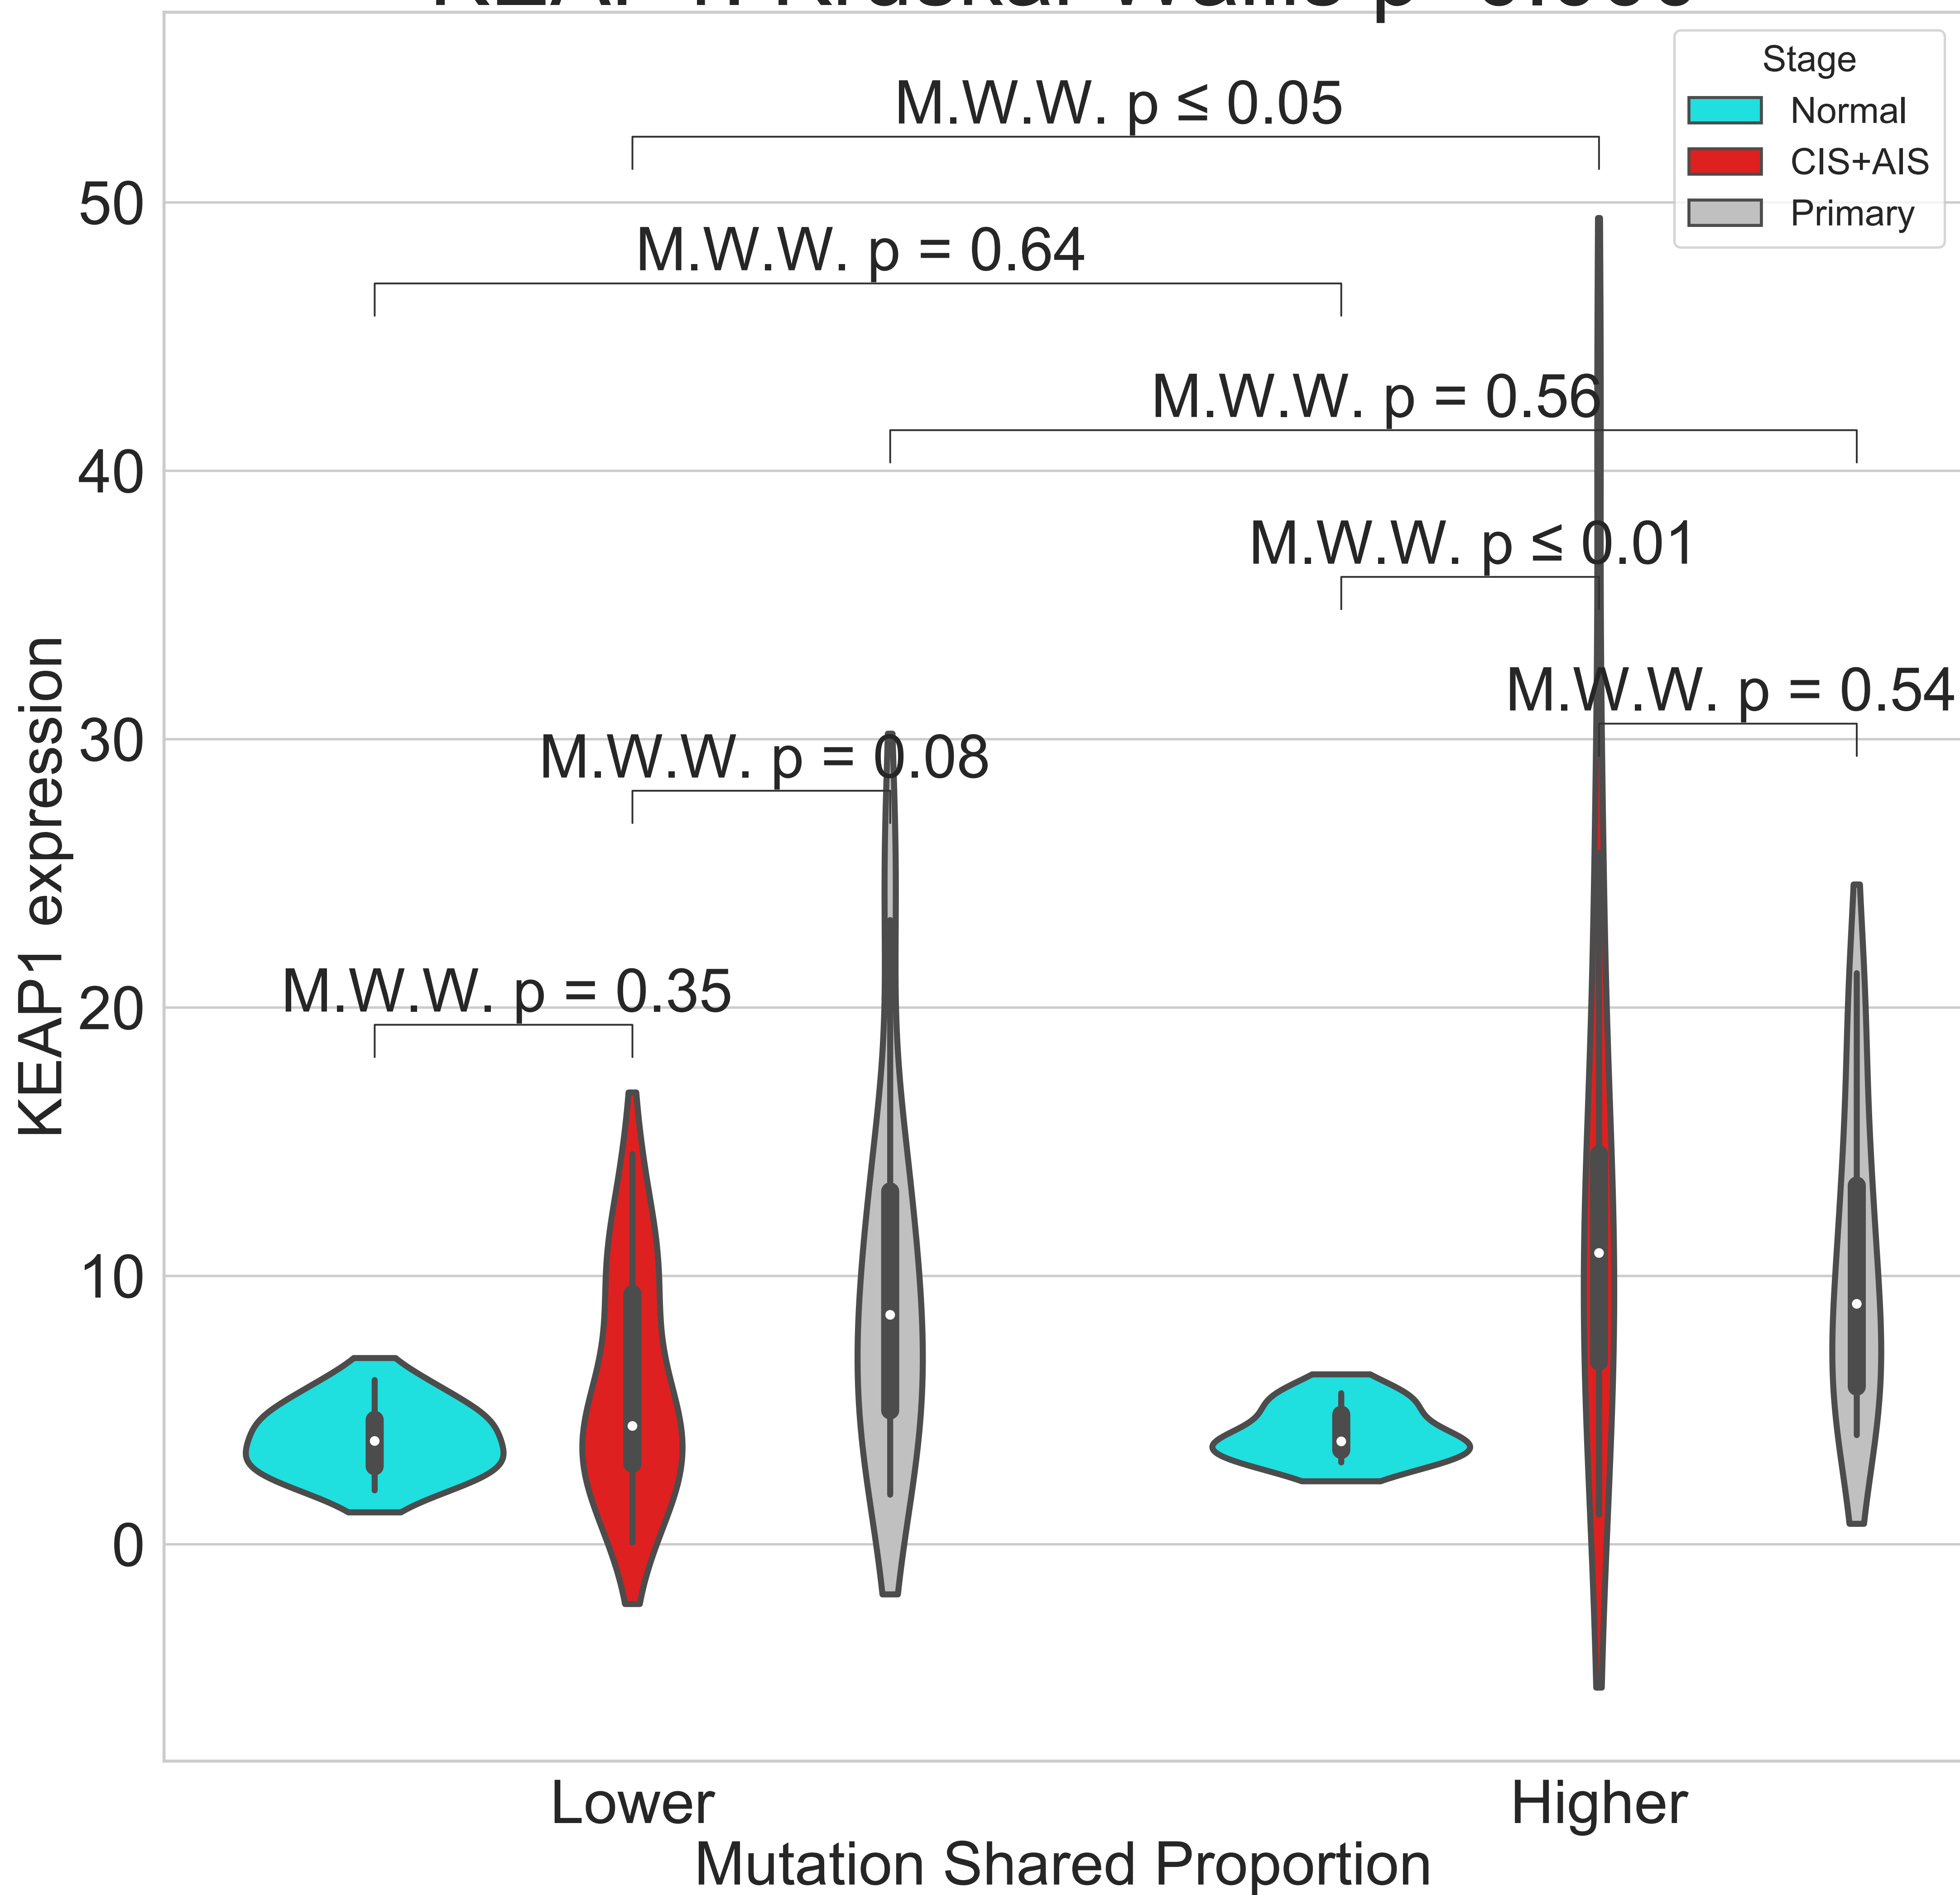 Stage
Normal
CIS+AIS
Primary
M.W.W. p ≤ 0.05
M.W.W. p = 0.64
M.W.W. p = 0.56
M.W.W. p ≤ 0.01
M.W.W. p = 0.54
M.W.W. p = 0.08
M.W.W. p = 0.35
50
40
30
20
10
0
KEAP1 expression
Lower
Higher
Mutation Shared Proportion